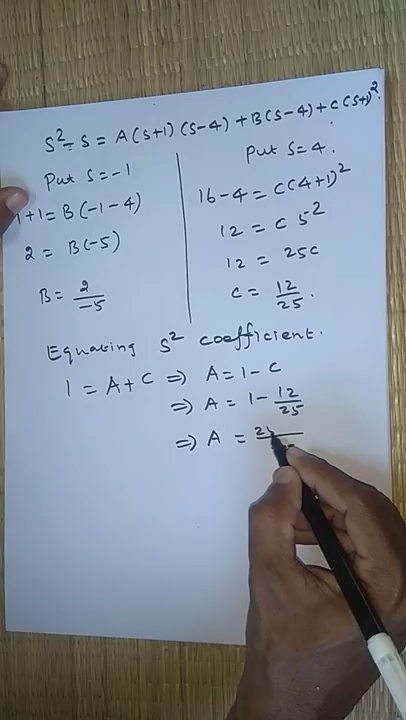 S² - S = A(S+1)(S-4) + B(S-4) + C(S+1)²
Put S = -1
1+1 = B(-1-4)
2 = B(-5)
B = 2/-5
Put S = 4.
16-4 = C(4+1)²
12 = C 5²
12 = 25C
C = 12/25.
Equating S² coefficient.
1 = A+C ⇒ A = 1-C
⇒ A = 1 - 12/25
⇒ A =